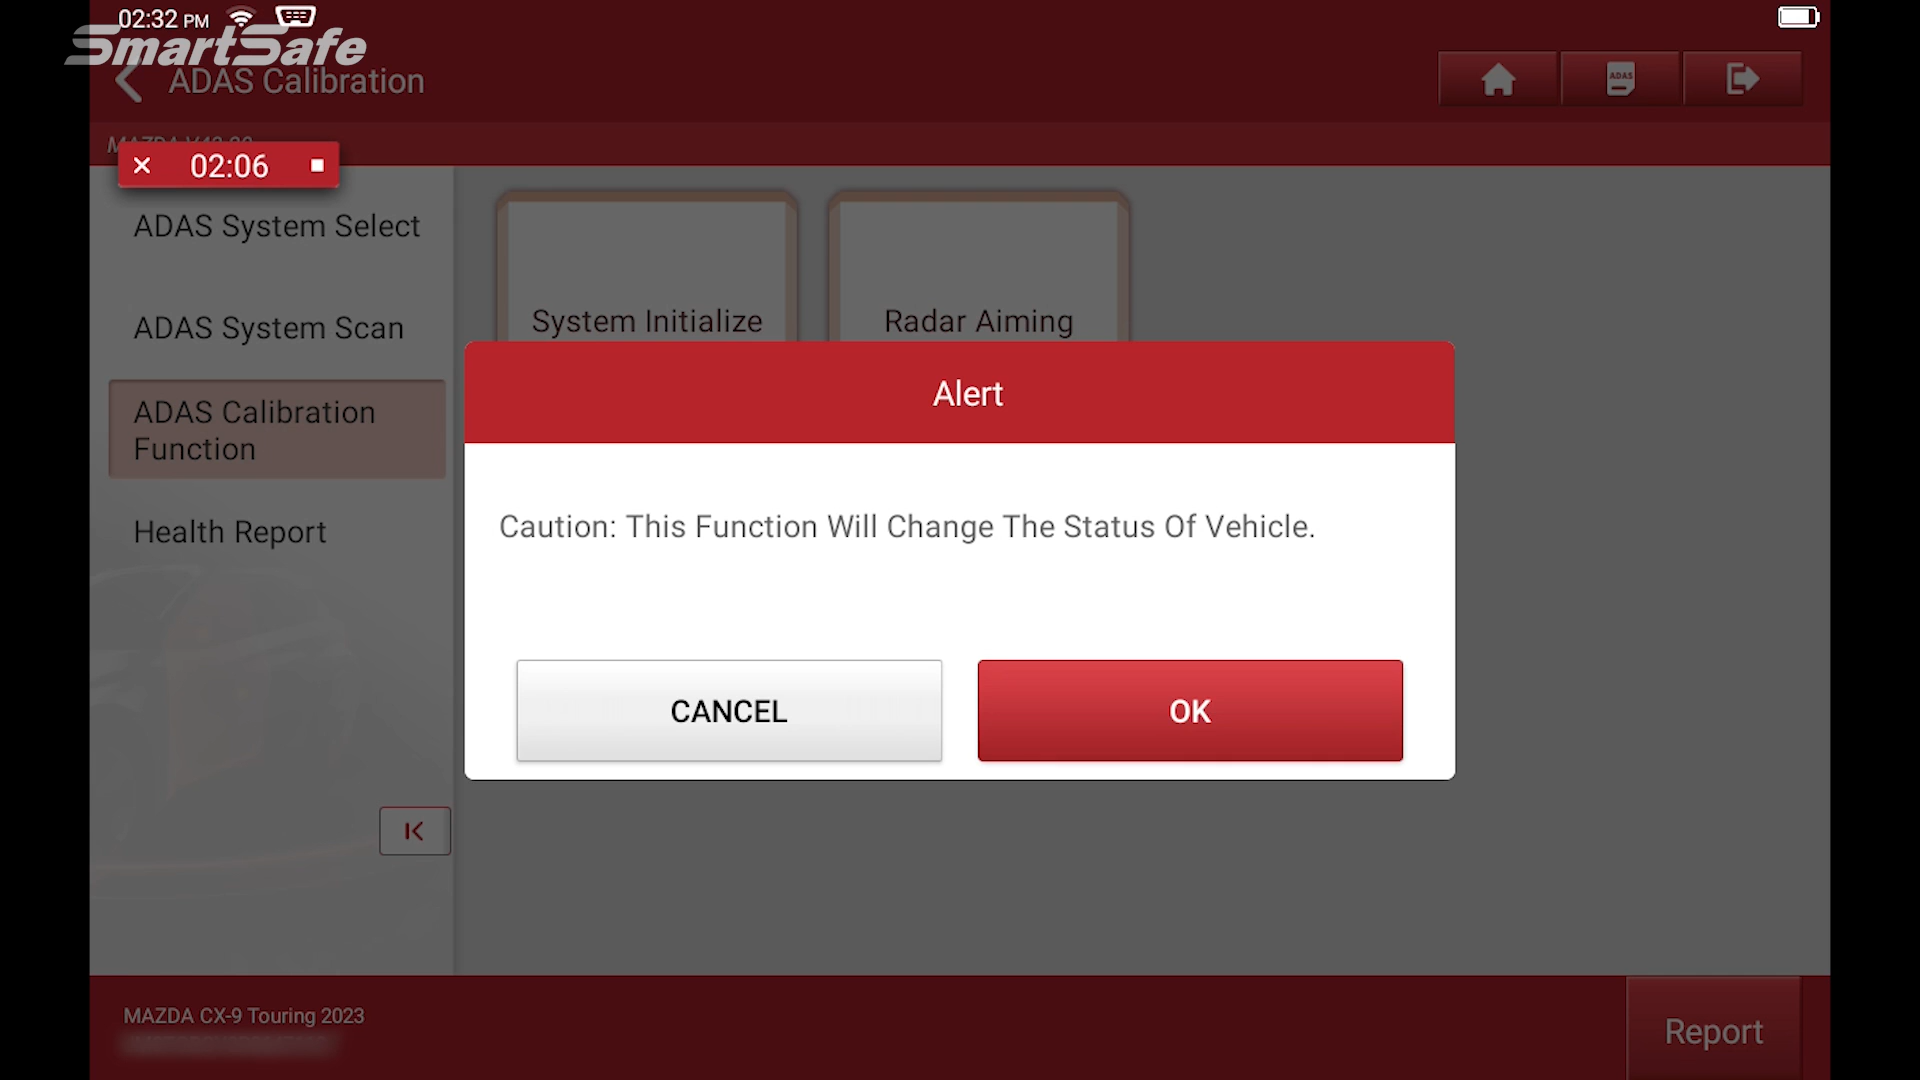 02:32 PM
SmartSafe
ADAS Calibration
ADAS
02:06
ADAS System Select
ADAS System Scan
ADAS Calibration
Function
Health Report
System Initialize
Radar Aiming
Alert
Caution: This Function Will Change The Status Of Vehicle.
CANCEL
OK
MAZDA CX-9 Touring 2023
Report